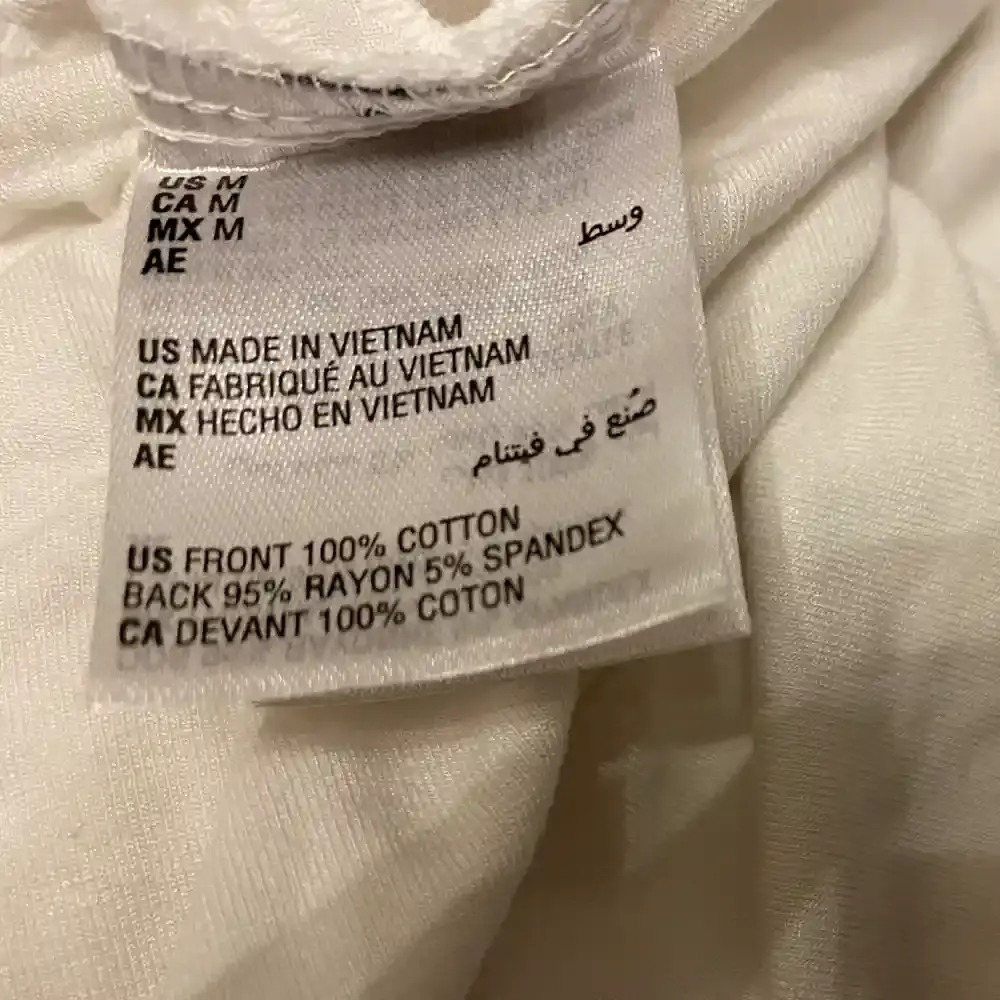 US M
CA M
MX M
AE وسط
US MADE IN VIETNAM
CA FABRIQUÉ AU VIETNAM
MX HECHO EN VIETNAM
AE صُنع في فيتنام
US FRONT 100% COTTON
BACK 95% RAYON 5% SPANDEX
CA DEVANT 100% COTON